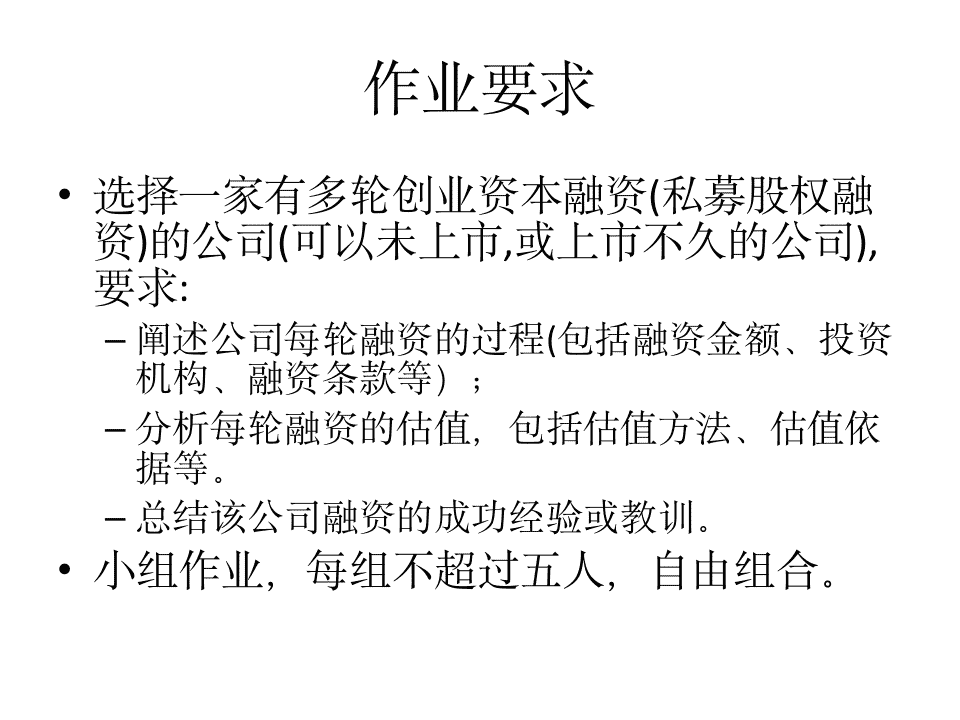 作业要求
• 选择一家有多轮创业资本融资(私募股权融
资)的公司(可以未上市,或上市不久的公司),
要求:
– 阐述公司每轮融资的过程(包括融资金额、投资
机构、融资条款等）；
– 分析每轮融资的估值，包括估值方法、估值依
据等。
– 总结该公司融资的成功经验或教训。
• 小组作业，每组不超过五人，自由组合。